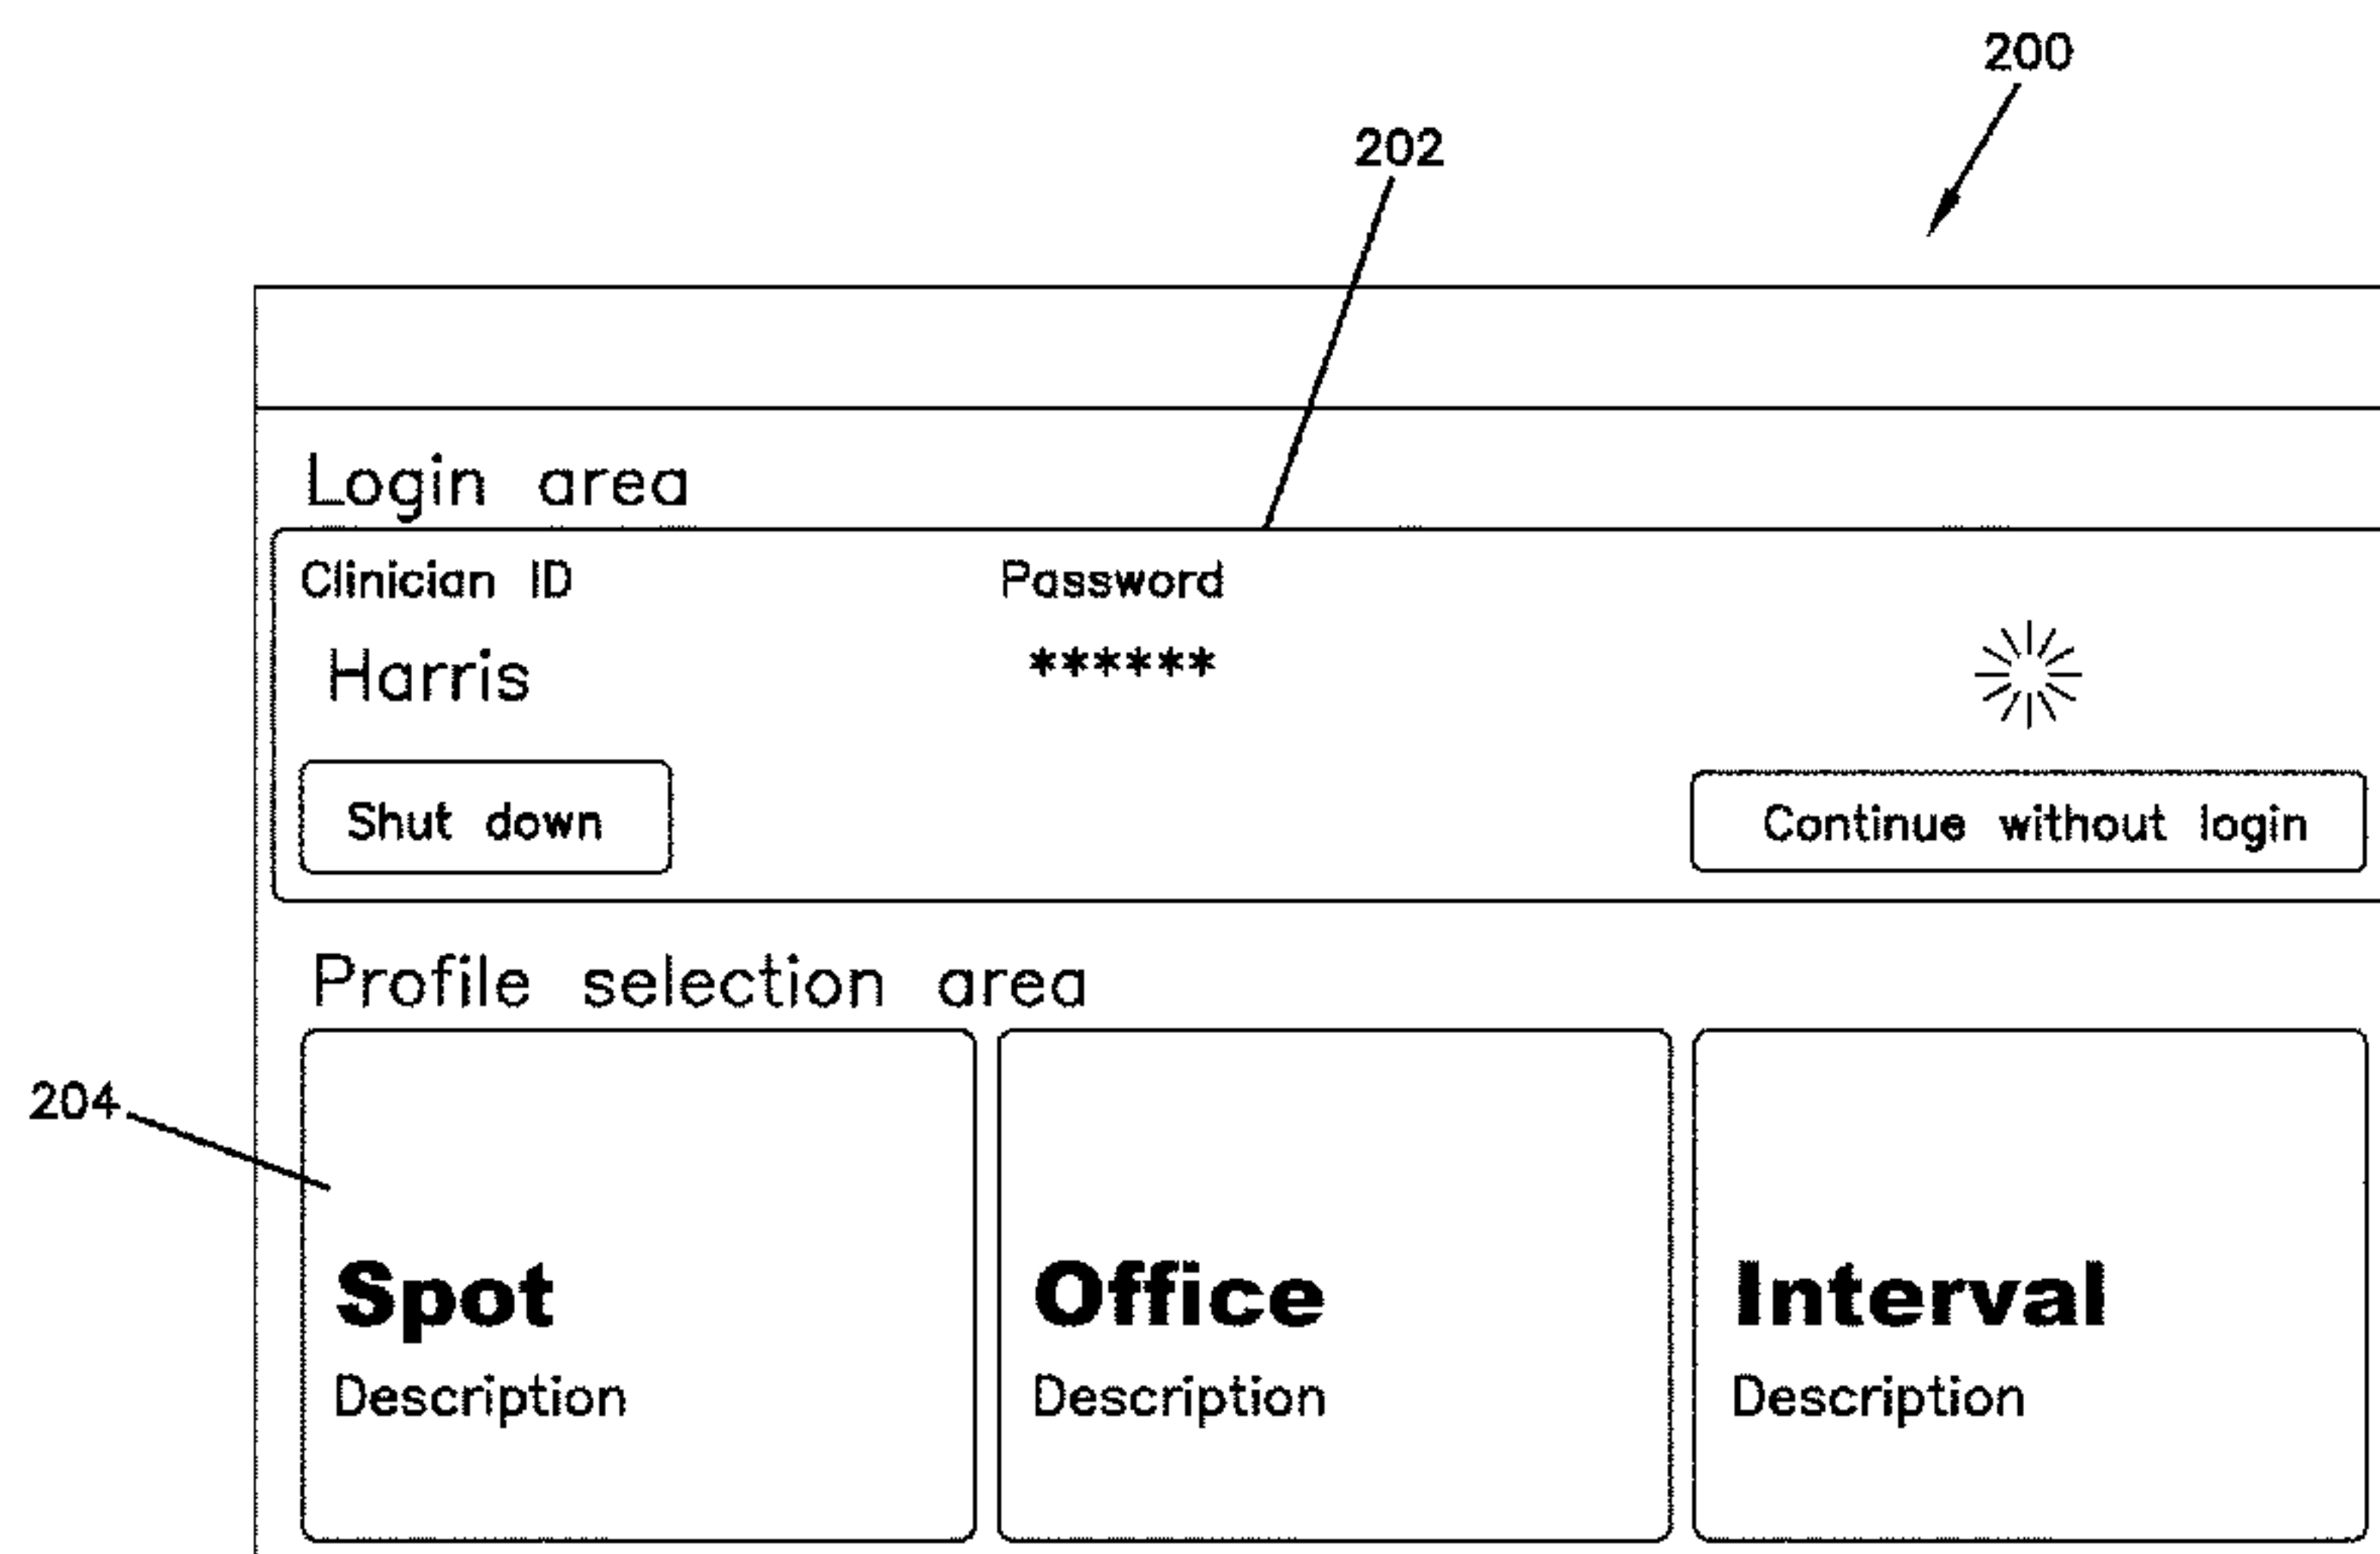 200
202
Login area
Clinician ID Password
Harris ******
Shut down Continue without login
Profile selection area
204
Spot Office Interval
Description Description Description